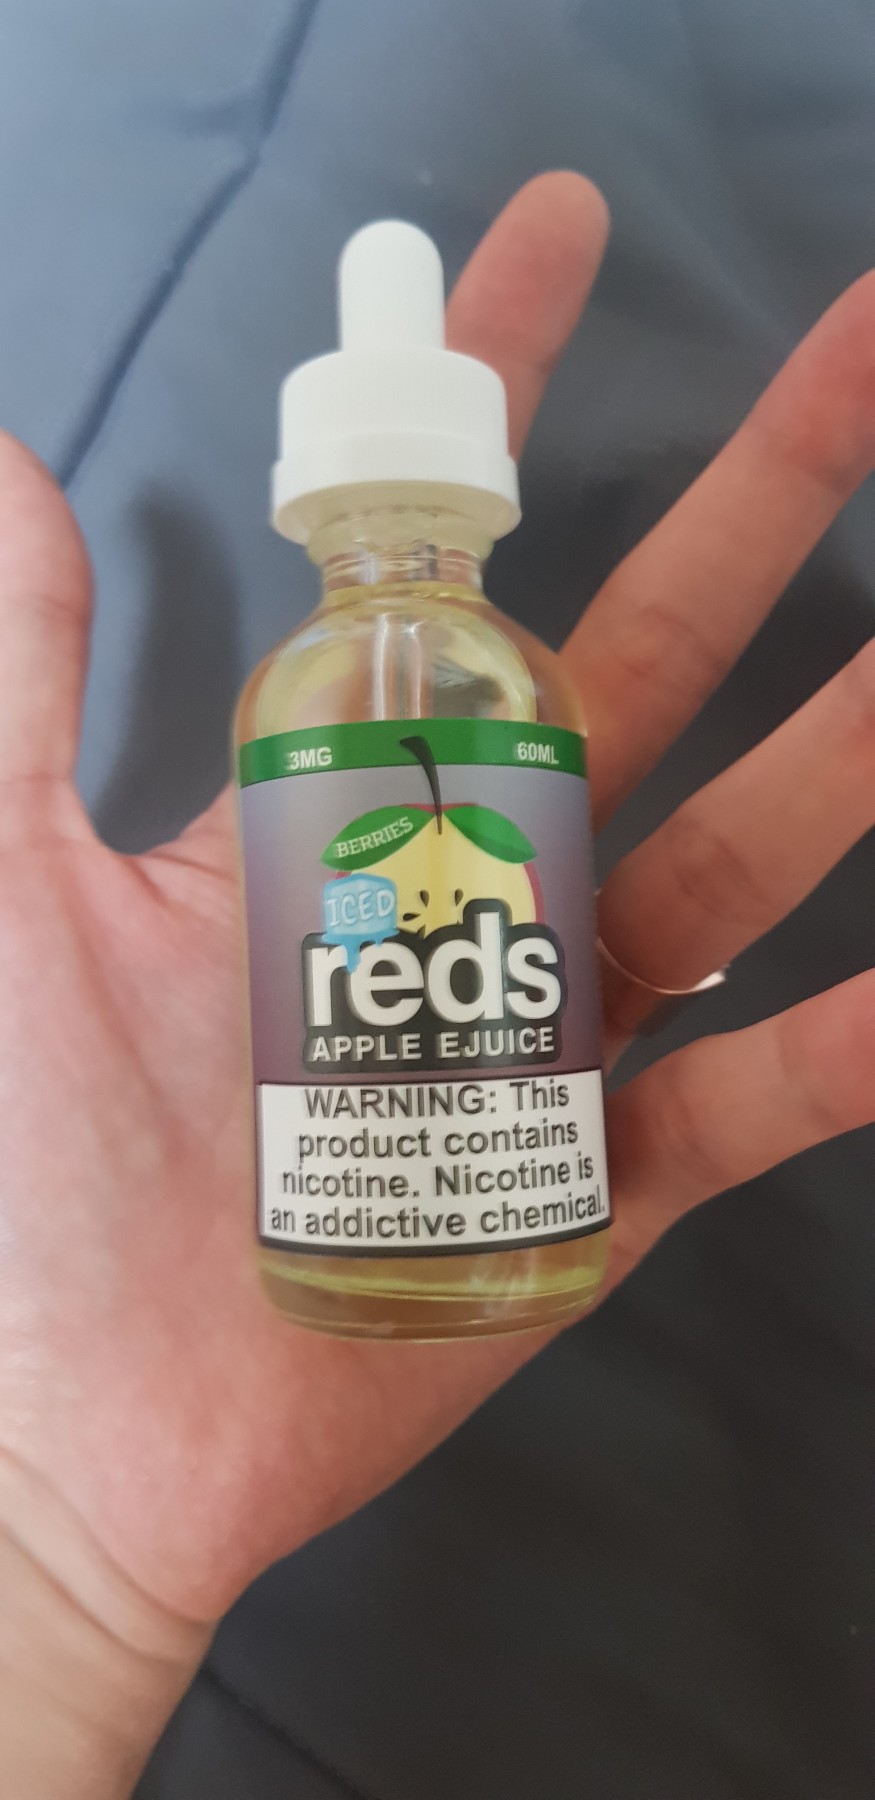 3MG 60ML
BERRIES
ICED
reds
APPLE EJUICE
WARNING: This
product contains
nicotine. Nicotine is
an addictive chemical.